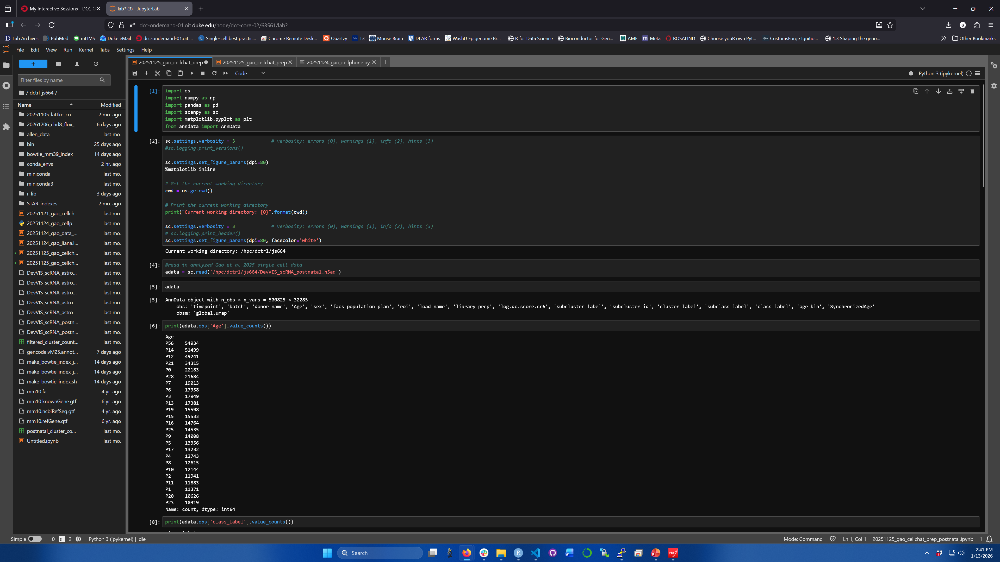 My Interactive Sessions - DCC C
lab? (3) - JupyterLab
dcc-ondemand-01.oit.duke.edu/node/dcc-core-02/63561/lab?
S
Lab Archives
PubMed
mLIMS
Duke eMail
dcc-ondemand-01.oit....
Single-cell best practic...
Chrome Remote Desk...
Quartzy
T3
Mouse Brain
DLAR forms
WashU Epigenome Br...
R for Data Science
Bioconductor for Gen...
AME
Meta
ROSALIND
Choose youR own Pyt...
CustomsForge Ignitio...
1.3 Shaping the geno...
Other Bookmarks
File Edit View Run Kernel Tabs Settings Help
Filter files by name
/ dctrl_js664 /
Name Modified
20251105_lattke_co... 2 mo. ago
20261206_chd8_flox_... 6 days ago
allen_data last mo.
bin 25 days ago
bowtie_mm39_index 14 days ago
conda_envs 2 hr. ago
miniconda last mo.
miniconda3 last mo.
r_lib 3 days ago
STAR_indexes 2 mo. ago
20251121_gao_cellch... last mo.
20251124_gao_cellp... last mo.
20251124_gao_data_... last mo.
20251124_gao_liana.i... last mo.
20251125_gao_cellch... last mo.
20251125_gao_cellch... last mo.
DevVIS_scRNA_astro... last mo.
DevVIS_scRNA_astro... last mo.
DevVIS_scRNA_astro... last mo.
DevVIS_scRNA_astro... last mo.
DevVIS_scRNA_astro... last mo.
DevVIS_scRNA_postn... last mo.
DevVIS_scRNA_postn... last mo.
filtered_cluster_count... last mo.
gencode.vM25.annot... 7 days ago
make_bowtie_index_j... 14 days ago
make_bowtie_index_j... 14 days ago
make_bowtie_index.sh 14 days ago
mm10.fa 4 yr. ago
mm10.knownGene.gtf 6 yr. ago
mm10.ncbiRefSeq.gtf 4 yr. ago
mm10.refGene.gtf 6 yr. ago
postnatal_cluster_co... last mo.
Untitled.ipynb last mo.
20251125_gao_cellchat_prep
20251125_gao_cellchat_prep
20251124_gao_cellphone.py
Code
Python 3 (ipykernel)
[1]: import os
import numpy as np
import pandas as pd
import scanpy as sc
import matplotlib.pyplot as plt
from anndata import AnnData
[2]: sc.settings.verbosity = 3 # verbosity: errors (0), warnings (1), info (2), hints (3)
#sc.logging.print_versions()
sc.settings.set_figure_params(dpi=80)
%matplotlib inline
# Get the current working directory
cwd = os.getcwd()
# Print the current working directory
print("Current working directory: {0}".format(cwd))
sc.settings.verbosity = 3 # verbosity: errors (0), warnings (1), info (2), hints (3)
# sc.logging.print_header()
sc.settings.set_figure_params(dpi=80, facecolor='white')
Current working directory: /hpc/dctrl/js664
[4]: #read in analyzed Gao et al 2025 single cell data
adata = sc.read('/hpc/dctrl/js664/DevVIS_scRNA_postnatal.h5ad')
[5]: adata
[5]: AnnData object with n_obs × n_vars = 500825 × 32285
obs: 'timepoint', 'batch', 'donor_name', 'Age', 'sex', 'facs_population_plan', 'roi', 'load_name', 'library_prep', 'log.qc.score.cr6', 'subcluster_label', 'subcluster_id', 'cluster_label', 'subclass_label', 'class_label', 'age_bin', 'SynchronizedAge'
obsm: 'global.umap'
[6]: print(adata.obs['Age'].value_counts())
Age
P56 54934
P14 51499
P12 49241
P21 34315
P0 22183
P28 21684
P7 19013
P6 17958
P3 17949
P13 17381
P19 15598
P15 15533
P16 14764
P25 14535
P9 14008
P5 13356
P17 13232
P4 12743
P8 12615
P10 12144
P2 11941
P11 11883
P1 11371
P20 10626
P23 10319
Name: count, dtype: int64
[8]: print(adata.obs['class_label'].value_counts())
Simple 0 2 Python 3 (ipykernel) | Idle
Mode: Command Ln 1, Col 1 20251125_gao_cellchat_prep_postnatal.ipynb 1
Search
2:41 PM
1/13/2026